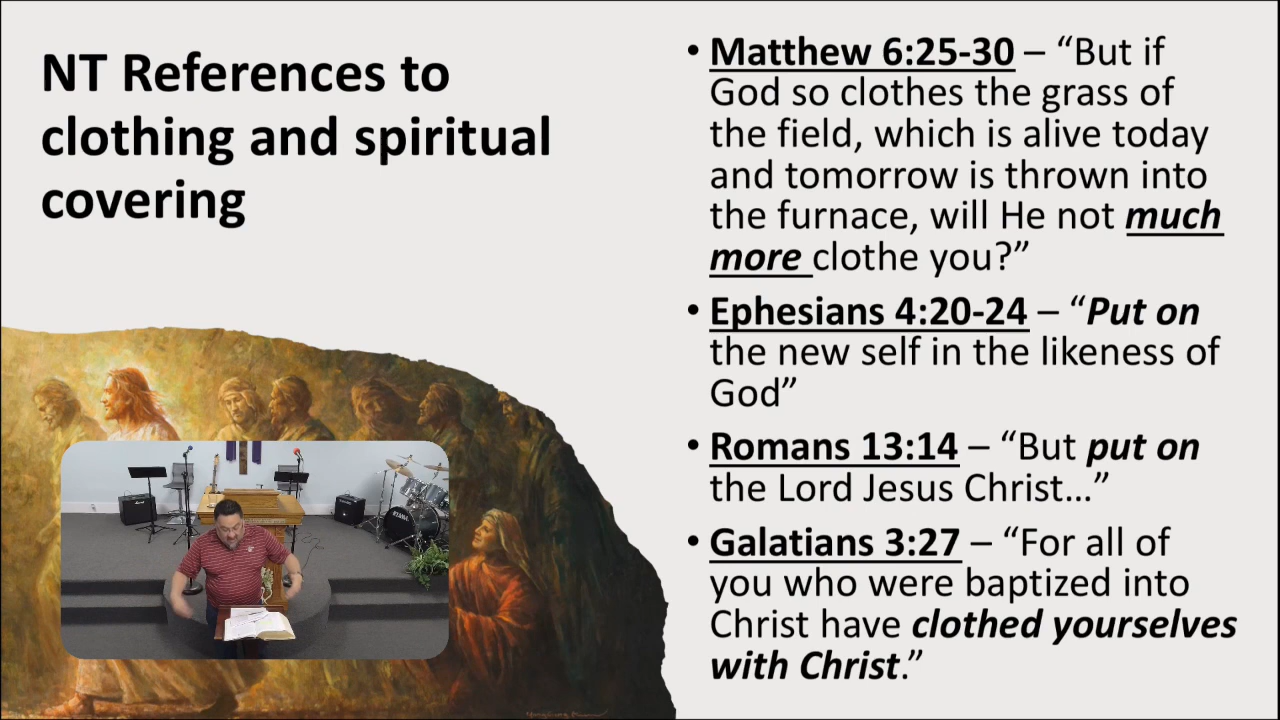 NT References to
clothing and spiritual
covering
• Matthew 6:25-30 – “But if
God so clothes the grass of
the field, which is alive today
and tomorrow is thrown into
the furnace, will He not much
more clothe you?”
• Ephesians 4:20-24 – “Put on
the new self in the likeness of
God”
• Romans 13:14 – “But put on
the Lord Jesus Christ…”
• Galatians 3:27 – “For all of
you who were baptized into
Christ have clothed yourselves
with Christ.”
TAMA